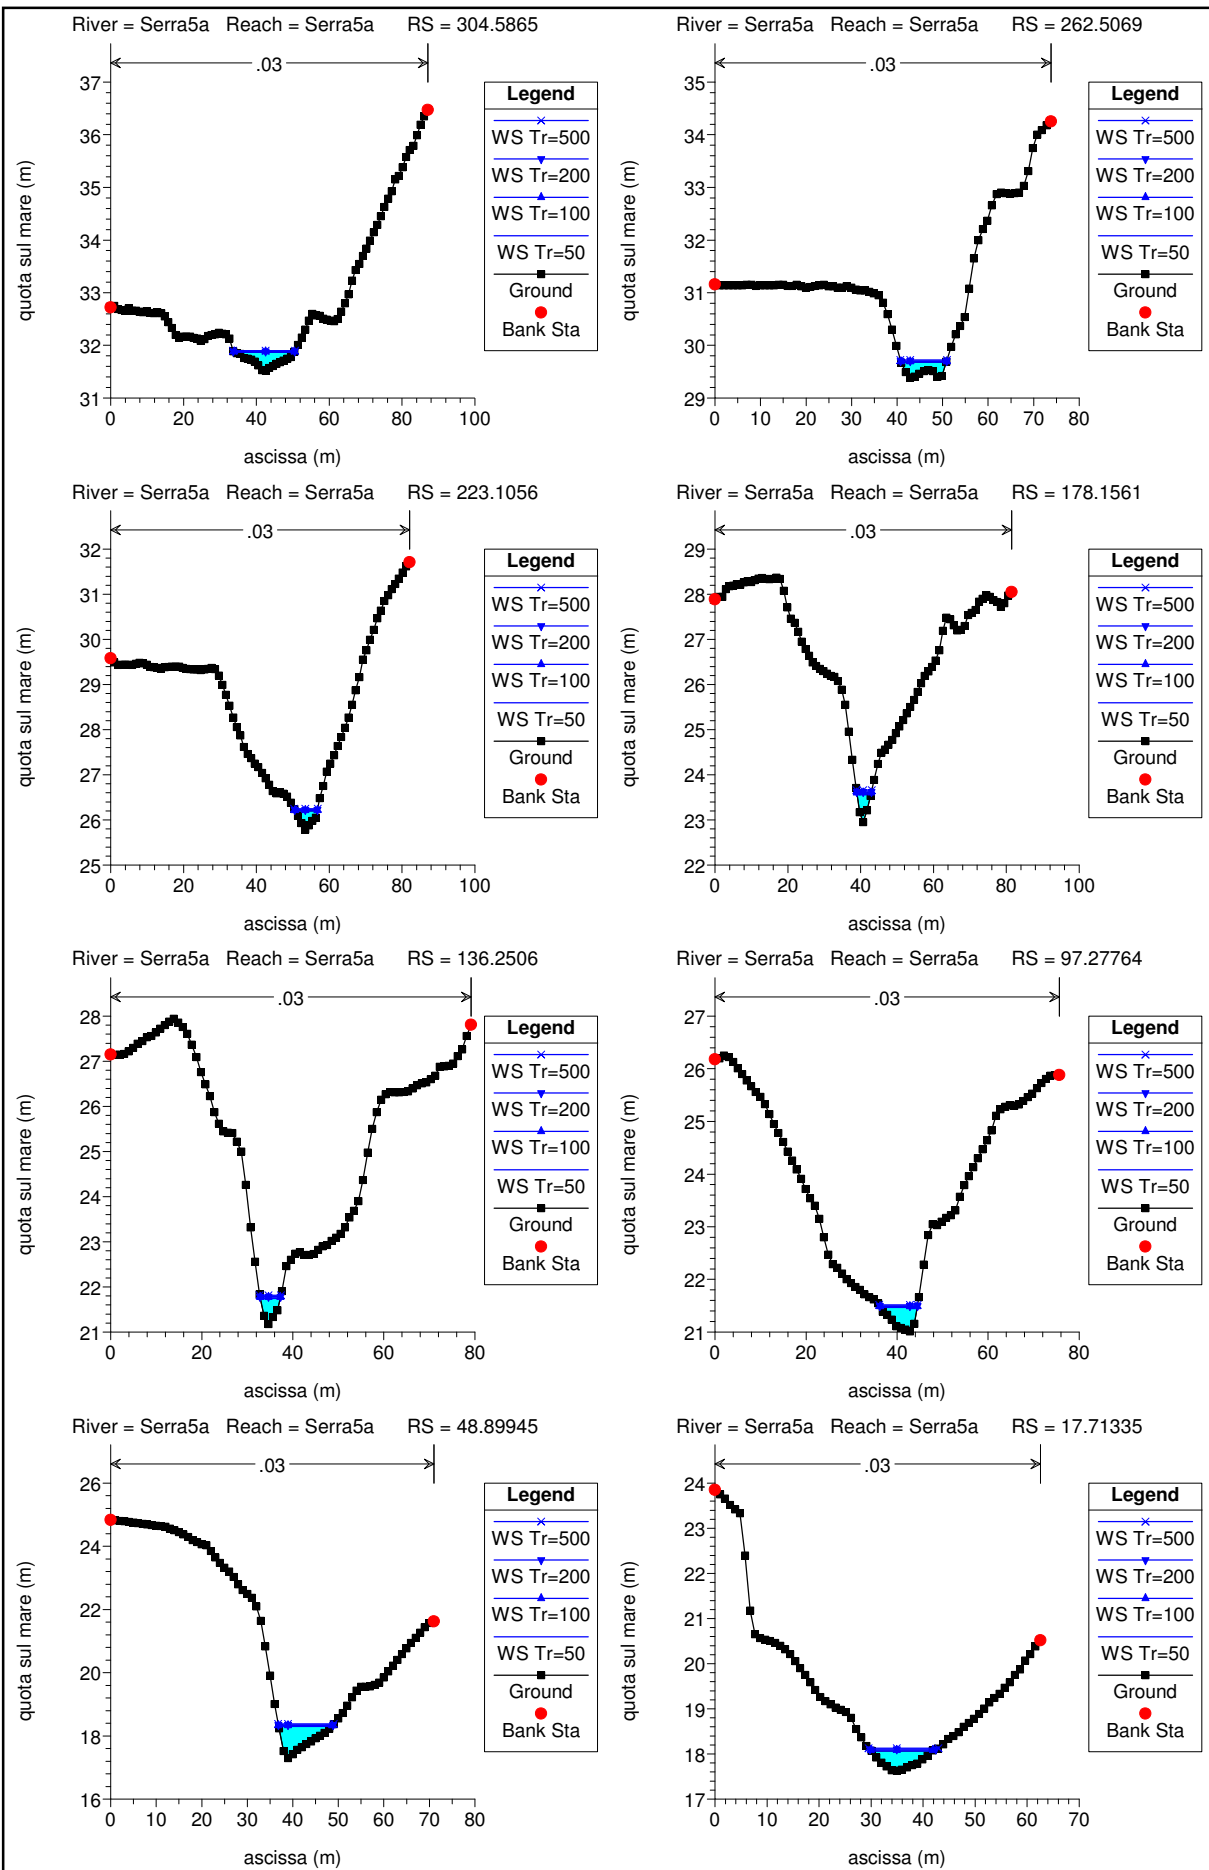 River = Serra5a Reach = Serra5a RS = 304.5865
.03
37
36
35
34
33
32
31
0 20 40 60 80 100
quota sul mare (m)
ascissa (m)
Legend
WS Tr=500
WS Tr=200
WS Tr=100
WS Tr=50
Ground
Bank Sta
River = Serra5a Reach = Serra5a RS = 262.5069
.03
35
34
33
32
31
30
29
0 10 20 30 40 50 60 70 80
quota sul mare (m)
ascissa (m)
Legend
WS Tr=500
WS Tr=200
WS Tr=100
WS Tr=50
Ground
Bank Sta
River = Serra5a Reach = Serra5a RS = 223.1056
.03
32
31
30
29
28
27
26
25
0 20 40 60 80 100
quota sul mare (m)
ascissa (m)
Legend
WS Tr=500
WS Tr=200
WS Tr=100
WS Tr=50
Ground
Bank Sta
River = Serra5a Reach = Serra5a RS = 178.1561
.03
29
28
27
26
25
24
23
22
0 20 40 60 80 100
quota sul mare (m)
ascissa (m)
Legend
WS Tr=500
WS Tr=200
WS Tr=100
WS Tr=50
Ground
Bank Sta
River = Serra5a Reach = Serra5a RS = 136.2506
.03
28
27
26
25
24
23
22
21
0 20 40 60 80
quota sul mare (m)
ascissa (m)
Legend
WS Tr=500
WS Tr=200
WS Tr=100
WS Tr=50
Ground
Bank Sta
River = Serra5a Reach = Serra5a RS = 97.27764
.03
27
26
25
24
23
22
21
0 20 40 60 80
quota sul mare (m)
ascissa (m)
Legend
WS Tr=500
WS Tr=200
WS Tr=100
WS Tr=50
Ground
Bank Sta
River = Serra5a Reach = Serra5a RS = 48.89945
.03
26
24
22
20
18
16
0 10 20 30 40 50 60 70 80
quota sul mare (m)
ascissa (m)
Legend
WS Tr=500
WS Tr=200
WS Tr=100
WS Tr=50
Ground
Bank Sta
River = Serra5a Reach = Serra5a RS = 17.71335
.03
24
23
22
21
20
19
18
17
0 10 20 30 40 50 60 70
quota sul mare (m)
ascissa (m)
Legend
WS Tr=500
WS Tr=200
WS Tr=100
WS Tr=50
Ground
Bank Sta